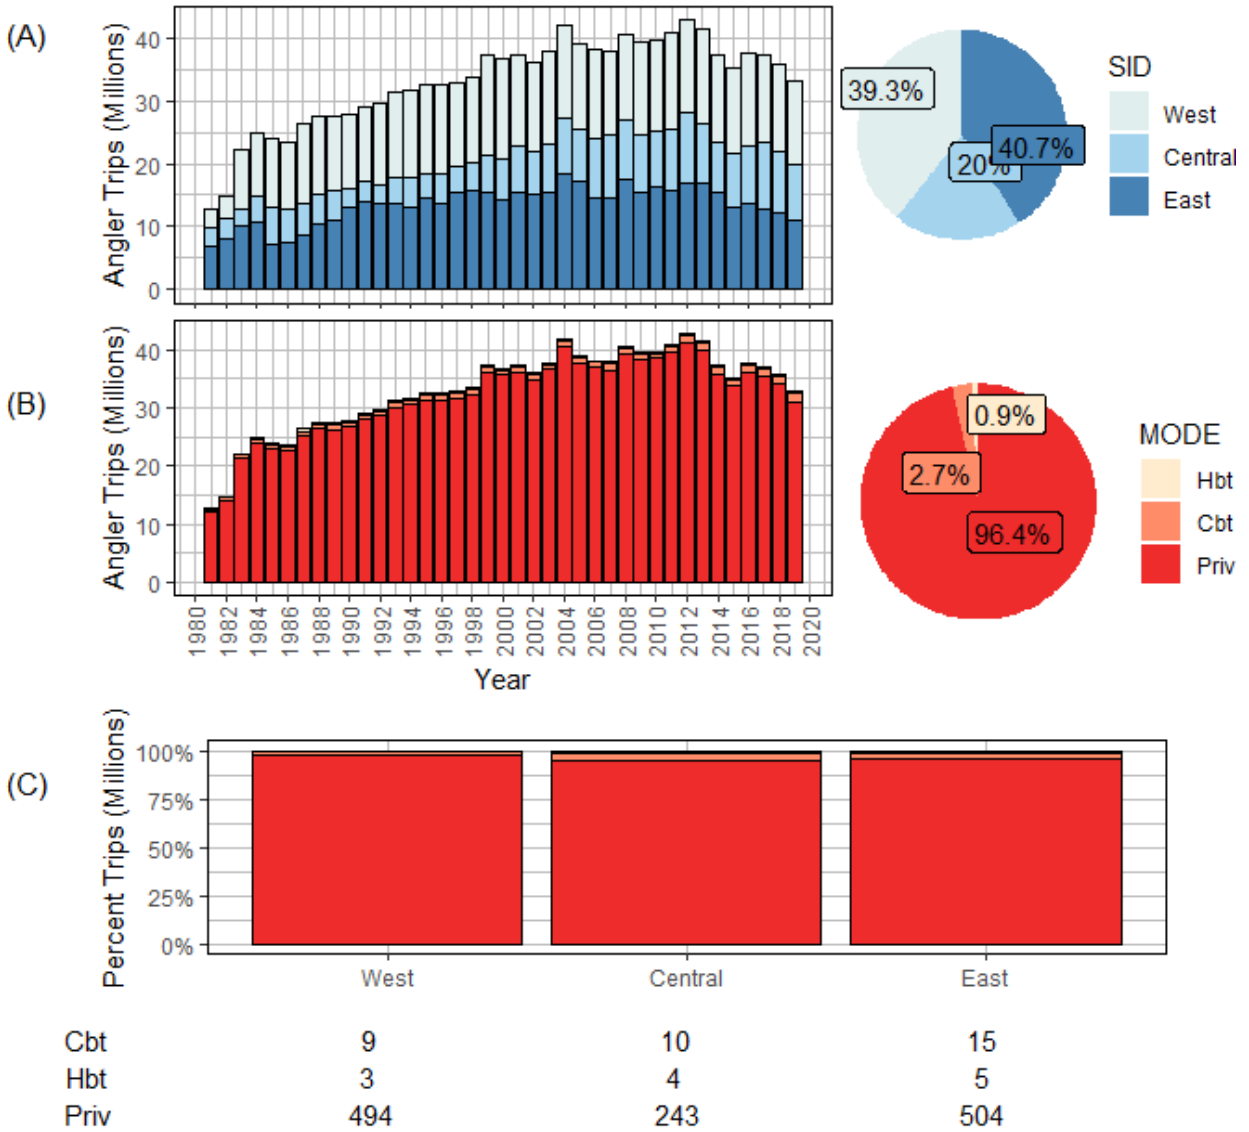 (A)
Angler Trips (Millions)
40
30
20
10
0
39.3%
20%
40.7%
SID
West
Central
East
(B)
Angler Trips (Millions)
40
30
20
10
0
1980 1982 1984 1986 1988 1990 1992 1994 1996 1998 2000 2002 2004 2006 2008 2010 2012 2014 2016 2018 2020
Year
0.9%
2.7%
96.4%
MODE
Hbt
Cbt
Priv
(C)
Percent Trips (Millions)
100%
75%
50%
25%
0%
West Central East
Cbt 9 10 15
Hbt 3 4 5
Priv 494 243 504